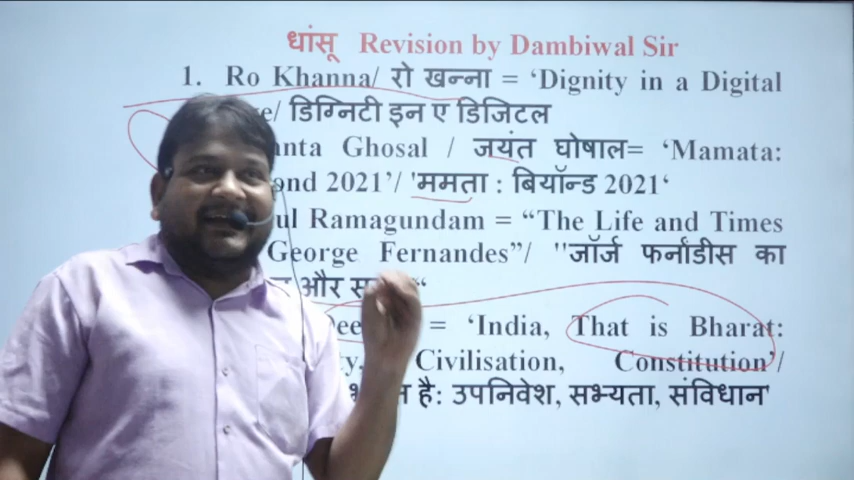 धांसू Revision by Dambiwal Sir
1. Ro Khanna/ रो खन्ना = ‘Dignity in a Digital
/ डिग्निटी इन ए डिजिटल
Ghosal / जयंत घोषाल= ‘Mamata:
2021’/ 'ममता : बियॉन्ड 2021‘
Ramagundam = “The Life and Times
George Fernandes”/ "जॉर्ज फर्नांडीस का
और
= ‘India, That is Bharat:
Civilisation, Constitution’/
है: उपनिवेश, सभ्यता, संविधान'